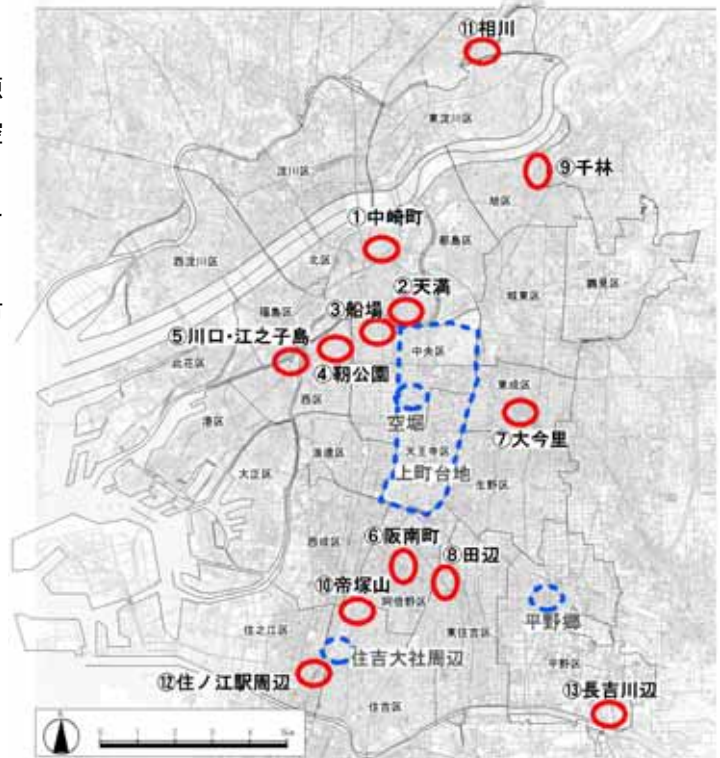 ⑪相川
東淀川区
⑨千林
淀川区
旭区
①中崎町
都島区
西淀川区
北区
②天満
城東区
鶴見区
③船場
福島区
⑤川口・江之子島
中央区
此花区
④靱公園
東成区
西区
空堀
⑦大今里
港区
天王寺区
浪速区
大正区
上町台地
生野区
西成区
⑥阪南町
⑧田辺
⑩帝塚山
阿倍野区
平野郷
住之江区
東住吉区
住吉大社周辺
平野区
⑫住ノ江駅周辺
⑬長吉川辺
住吉区
0 1 2 3 4 5㎞